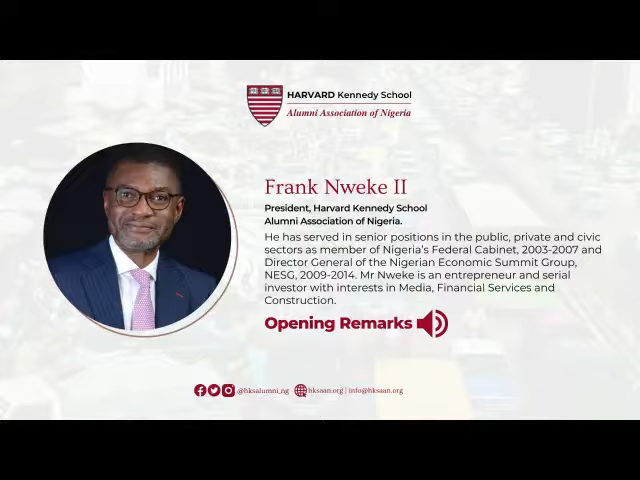 HARVARD Kennedy School
Alumni Association of Nigeria
Frank Nweke II
President, Harvard Kennedy School
Alumni Association of Nigeria.
He has served in senior positions in the public, private and civic
sectors as member of Nigeria's Federal Cabinet, 2003-2007 and
Director General of the Nigerian Economic Summit Group,
NESG, 2009-2014. Mr Nweke is an entrepreneur and serial
investor with interests in Media, Financial Services and
Construction.
Opening Remarks
@hksalumni_ng hksaan.org | info@hksaan.org